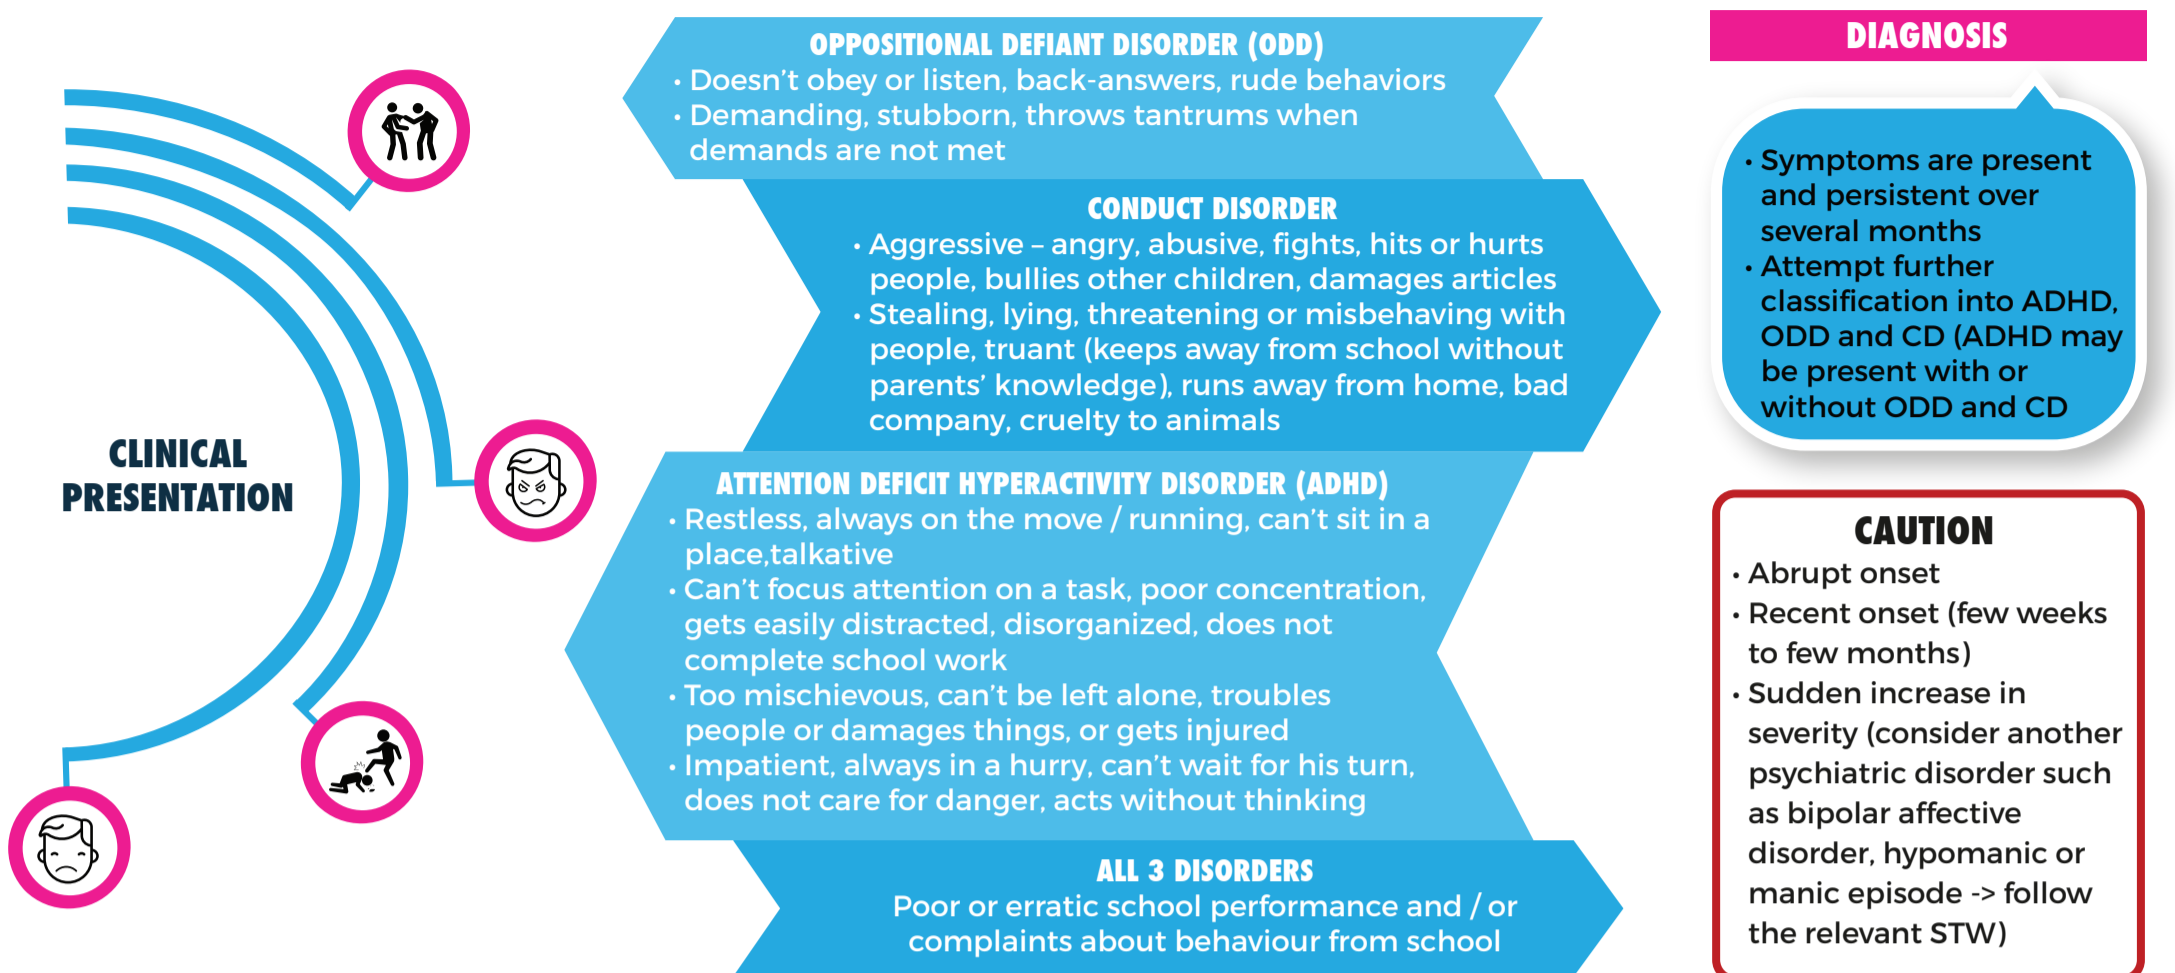 CLINICAL
PRESENTATION
OPPOSITIONAL DEFIANT DISORDER (ODD)
• Doesn't obey or listen, back-answers, rude behaviors
• Demanding, stubborn, throws tantrums when
demands are not met
CONDUCT DISORDER
• Aggressive – angry, abusive, fights, hits or hurts
people, bullies other children, damages articles
• Stealing, lying, threatening or misbehaving with
people, truant (keeps away from school without
parents' knowledge), runs away from home, bad
company, cruelty to animals
ATTENTION DEFICIT HYPERACTIVITY DISORDER (ADHD)
• Restless, always on the move / running, can't sit in a
place,talkative
• Can't focus attention on a task, poor concentration,
gets easily distracted, disorganized, does not
complete school work
• Too mischievous, can't be left alone, troubles
people or damages things, or gets injured
• Impatient, always in a hurry, can't wait for his turn,
does not care for danger, acts without thinking
ALL 3 DISORDERS
Poor or erratic school performance and / or
complaints about behaviour from school
DIAGNOSIS
• Symptoms are present
and persistent over
several months
• Attempt further
classification into ADHD,
ODD and CD (ADHD may
be present with or
without ODD and CD
CAUTION
• Abrupt onset
• Recent onset (few weeks
to few months)
• Sudden increase in
severity (consider another
psychiatric disorder such
as bipolar affective
disorder, hypomanic or
manic episode -> follow
the relevant STW)